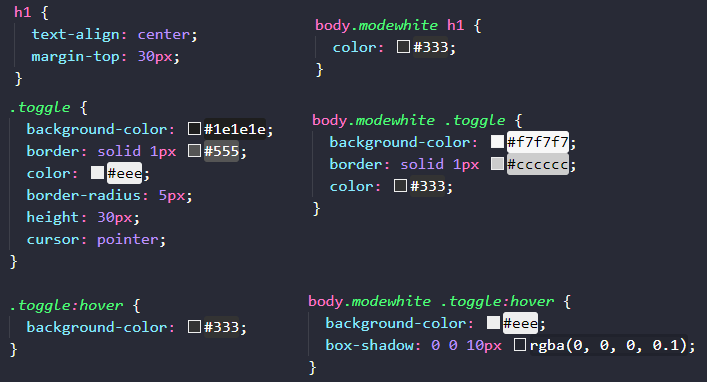 h1 {
text-align: center;
margin-top: 30px;
}
.toggle {
background-color: #1e1e1e;
border: solid 1px #555;
color: #eee;
border-radius: 5px;
height: 30px;
cursor: pointer;
}
.toggle:hover {
background-color: #333;
}
body.modewhite h1 {
color: #333;
}
body.modewhite .toggle {
background-color: #f7f7f7;
border: solid 1px #cccccc;
color: #333;
}
body.modewhite .toggle:hover {
background-color: #eee;
box-shadow: 0 0 10px rgba(0, 0, 0, 0.1);
}